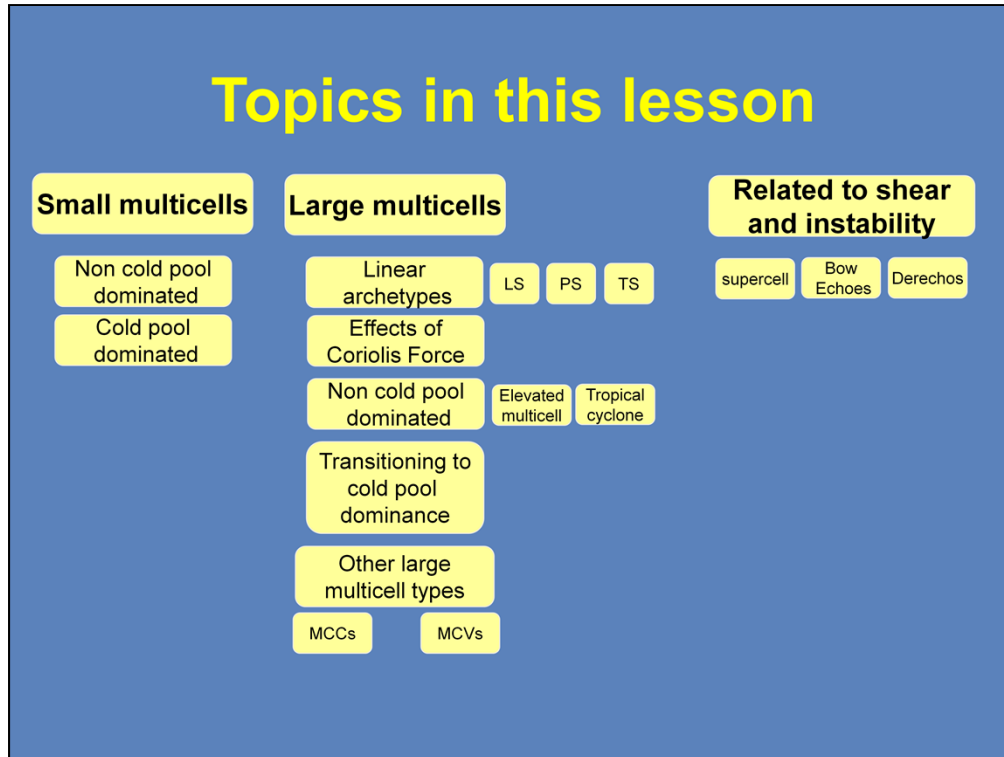 Topics in this lesson
Small multicells
Non cold pool
dominated
Cold pool
dominated
Large multicells
Linear
archetypes
LS
PS
TS
Effects of
Coriolis Force
Non cold pool
dominated
Elevated
multicell
Tropical
cyclone
Transitioning to
cold pool
dominance
Other large
multicell types
MCCs
MCVs
Related to shear
and instability
supercell
Bow
Echoes
Derechos